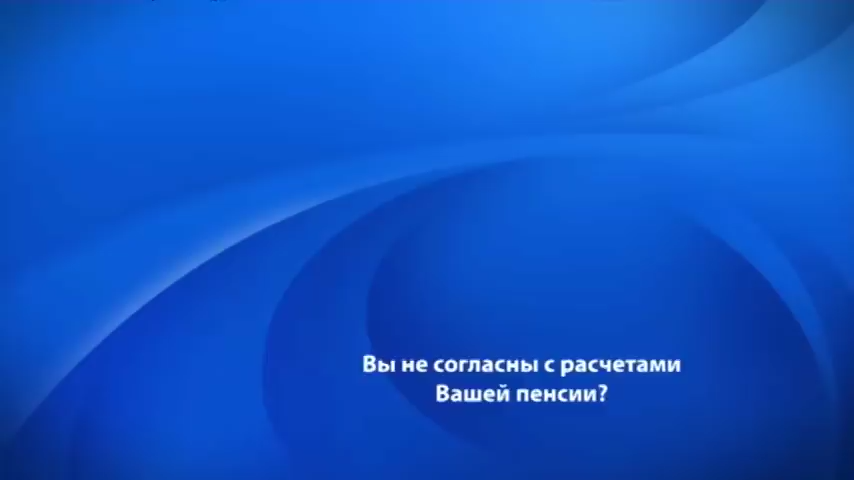 Вы не согласны с расчетами
Вашей пенсии?